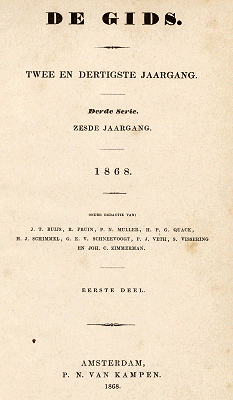 DE GIDS.
TWEE EN DERTIGSTE JAARGANG.
Derde Serie.
ZESDE JAARGANG.
1868.
ONDER REDACTIE VAN:
J. T. BUIJS, R. FRUIN, P. N. MULLER, H. P. G. QUACK,
H. J. SCHIMMEL, G. E. V. SCHNEEVOOGT, P. J. VETH, S. VISSERING
EN JOH. C. ZIMMERMAN.
EERSTE DEEL.
AMSTERDAM,
P. N. VAN KAMPEN.
1868.